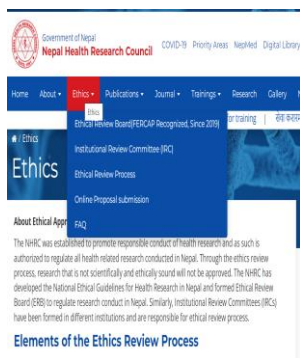 Government of Nepal
Nepal Health Research Council
COVID-19 Priority Areas NepMed Digital Library
Home About Ethics Publications Journal Trainings Research Gallery
Ethics
Ethical Review Board(FERCAP Recognized, Since 2019)
for training
Institutional Review Committee (IRC)
/ Ethics
Ethical Review Process
Ethics
Online Proposal submission
FAQ
About Ethical Appr
The NHRC was established to promote responsible conduct of health research and as such is
authorized to regulate all health related research conducted in Nepal. Through the ethics review
process, research that is not scientifically and ethically sound will not be approved. The NHRC has
developed the National Ethical Guidelines for Health Research in Nepal and formed Ethical Review
Board (ERB) to regulate research conduct in Nepal. Similarly, Institutional Review Committees (IRCs)
have been formed in different institutions and are responsible for ethical review process.
Elements of the Ethics Review Process